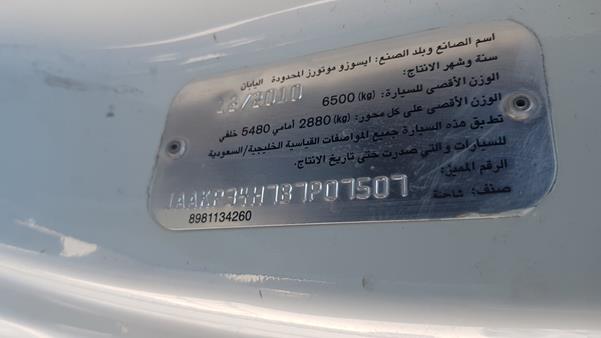 اسم الصانع وبلد الصنع: ايسوزو موتورز المحدودة اليابان
سنة وشهر الانتاج: /2010
الوزن الأقصى للسيارة: (kg) 6500
الوزن الأقصى على كل محور: (kg) 2880 أمامي 5480 خلفي
تطبق هذه السيارة جميع المواصفات القياسية الخليجية/السعودية
للسيارات والتي صدرت حتى تاريخ الانتاج.
الرقم المميز:
صنف: شاحنة
8981134260